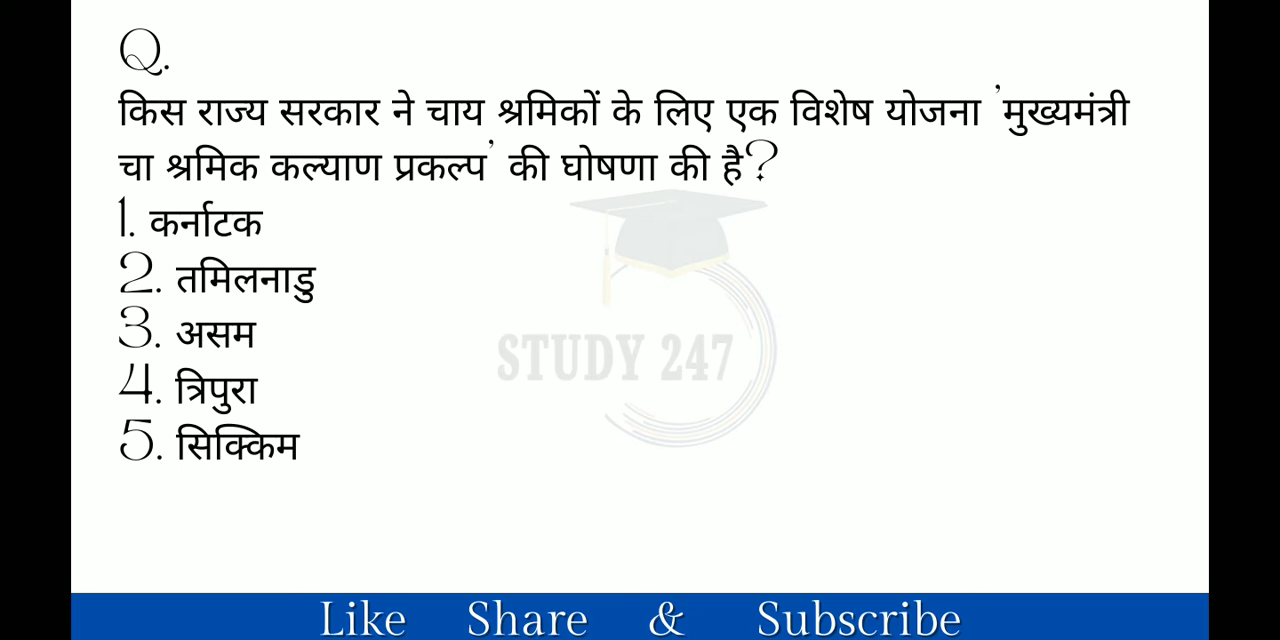 Q.
किस राज्य सरकार ने चाय श्रमिकों के लिए एक विशेष योजना 'मुख्यमंत्री
चा श्रमिक कल्याण प्रकल्प' की घोषणा की है?
1. कर्नाटक
2. तमिलनाडु
3. असम
4. त्रिपुरा
5. सिक्किम
STUDY 247
Like Share & Subscribe